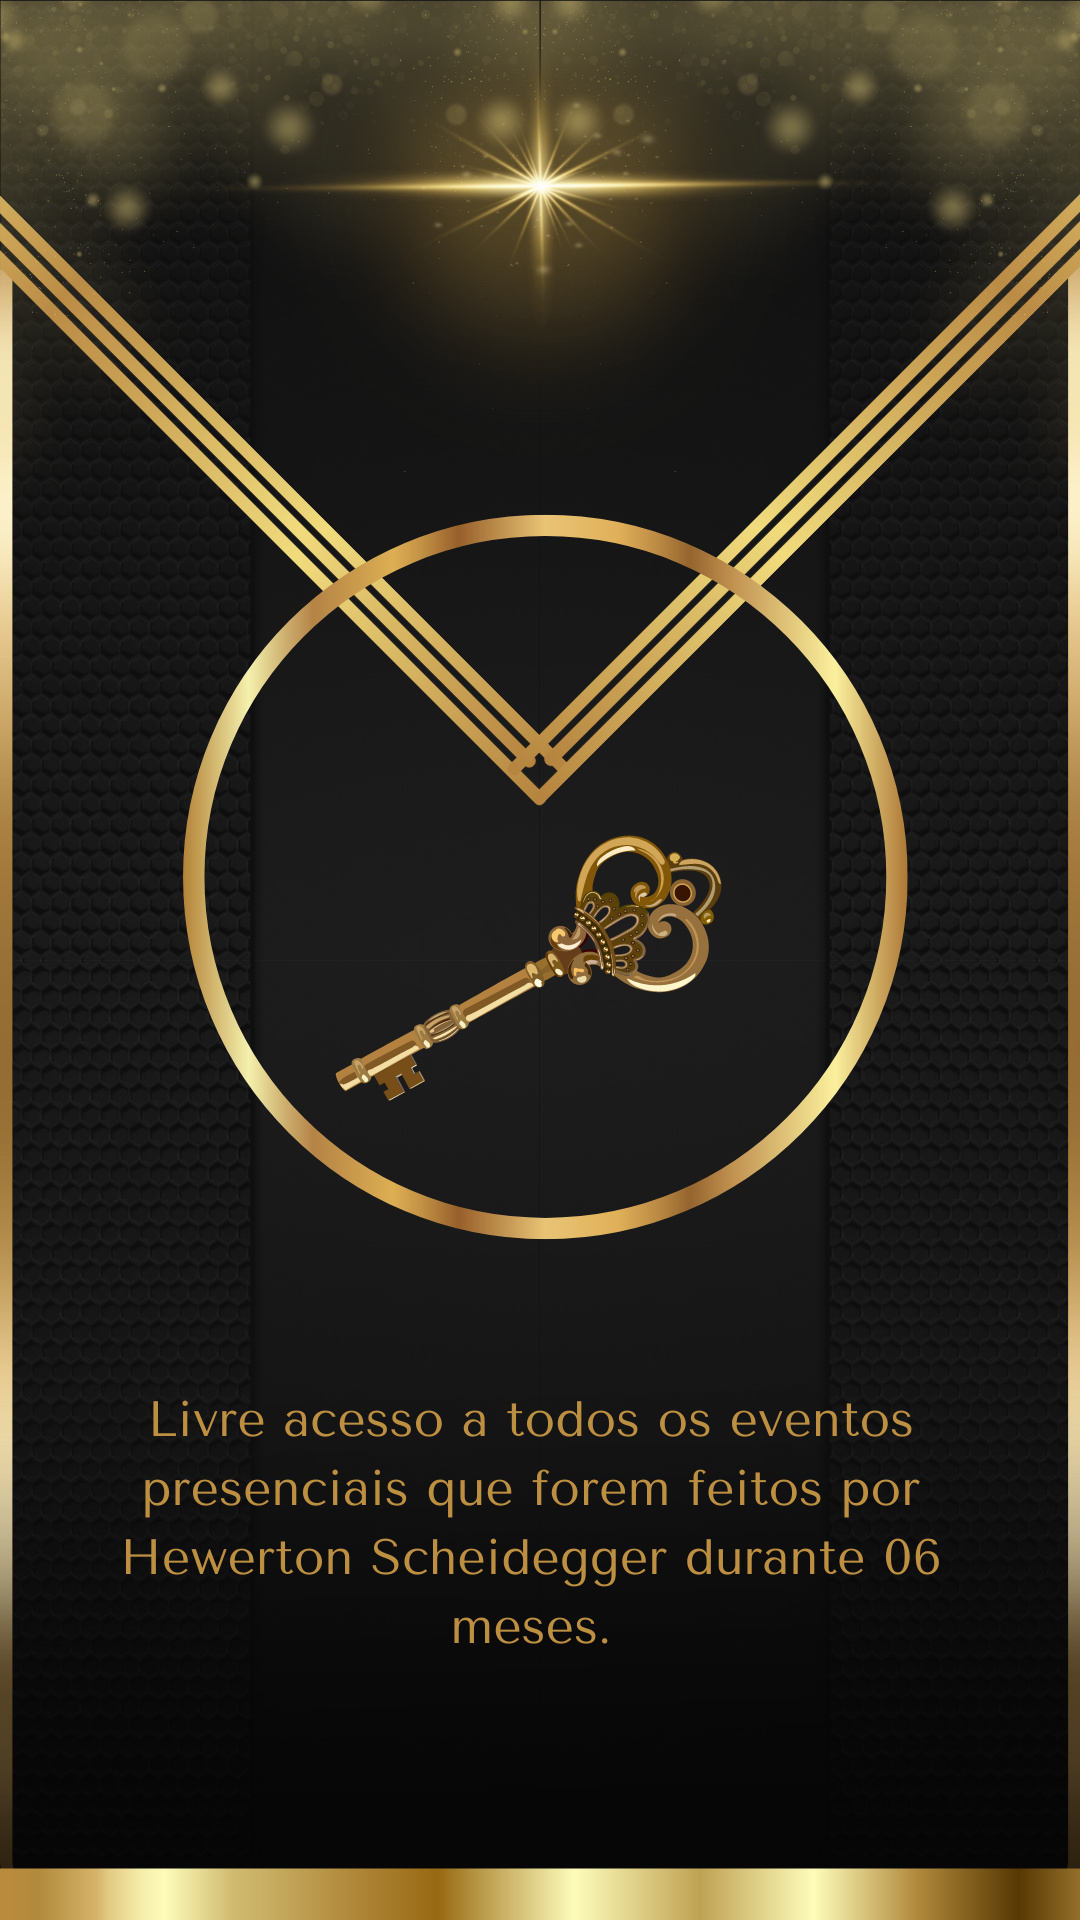 Livre acesso a todos os eventos
presenciais que forem feitos por
Hewerton Scheidegger durante 06
meses.